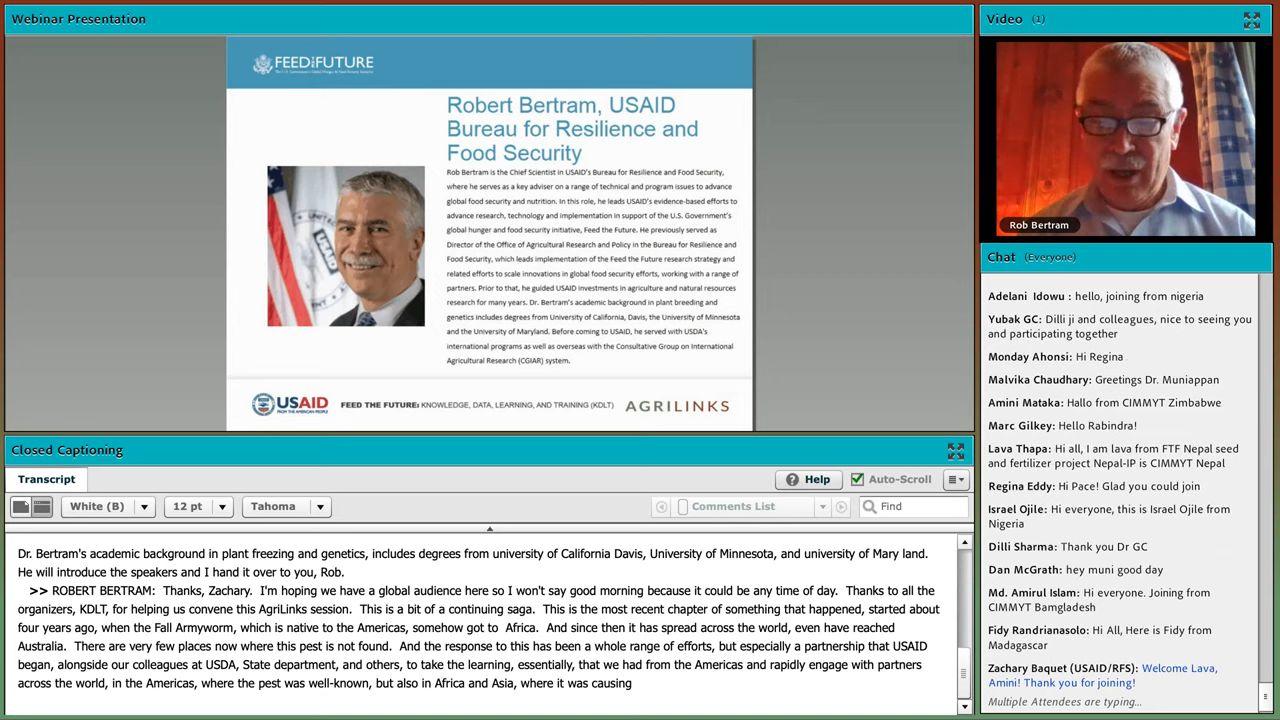 Webinar Presentation
FEED THE FUTURE
The U.S. Government's Global Hunger & Food Security Initiative
Robert Bertram, USAID
Bureau for Resilience and
Food Security
Rob Bertram is the Chief Scientist in USAID's Bureau for Resilience and Food Security,
where he serves as a key adviser on a range of technical and program issues to advance
global food security and nutrition. In this role, he leads USAID's evidence-based efforts to
advance research, technology and implementation in support of the U.S. Government's
global hunger and food security initiative, Feed the Future. He previously served as
Director of the Office of Agricultural Research and Policy in the Bureau for Resilience and
Food Security, which leads implementation of the Feed the Future research strategy and
related efforts to scale innovations in global food security efforts, working with a range of
partners. Prior to that, he guided USAID investments in agriculture and natural resources
research for many years. Dr. Bertram's academic background in plant breeding and
genetics includes degrees from University of California, Davis, the University of Minnesota
and the University of Maryland. Before coming to USAID, he served with USDA's
international programs as well as overseas with the Consultative Group on International
Agricultural Research (CGIAR) system.
USAID
FROM THE AMERICAN PEOPLE
FEED THE FUTURE: KNOWLEDGE, DATA, LEARNING, AND TRAINING (KDLT)
AGRILINKS
Closed Captioning
Transcript
Help
Auto-Scroll
White (B)
12 pt
Tahoma
Comments List
Find
Dr. Bertram's academic background in plant freezing and genetics, includes degrees from university of California Davis, University of Minnesota, and university of Mary land.
He will introduce the speakers and I hand it over to you, Rob.
>> ROBERT BERTRAM: Thanks, Zachary. I'm hoping we have a global audience here so I won't say good morning because it could be any time of day. Thanks to all the
organizers, KDLT, for helping us convene this AgriLinks session. This is a bit of a continuing saga. This is the most recent chapter of something that happened, started about
four years ago, when the Fall Armyworm, which is native to the Americas, somehow got to Africa. And since then it has spread across the world, even have reached
Australia. There are very few places now where this pest is not found. And the response to this has been a whole range of efforts, but especially a partnership that USAID
began, alongside our colleagues at USDA, State department, and others, to take the learning, essentially, that we had from the Americas and rapidly engage with partners
across the world, in the Americas, where the pest was well-known, but also in Africa and Asia, where it was causing
Video (1)
Rob Bertram
Chat (Everyone)
Adelani Idowu : hello, joining from nigeria
Yubak GC: Dilli ji and colleagues, nice to seeing you
and participating together
Monday Ahonsi: Hi Regina
Malvika Chaudhary: Greetings Dr. Muniappan
Amini Mataka: Hallo from CIMMYT Zimbabwe
Marc Gilkey: Hello Rabindra!
Lava Thapa: Hi all, I am lava from FTF Nepal seed
and fertilizer project Nepal-IP is CIMMYT Nepal
Regina Eddy: Hi Pace! Glad you could join
Israel Ojile: Hi everyone, this is Israel Ojile from
Nigeria
Dilli Sharma: Thank you Dr GC
Dan McGrath: hey muni good day
Md. Amirul Islam: Hi everyone. Joining from
CIMMYT Bangladesh
Fidy Randrianasolo: Hi All, Here is Fidy from
Madagascar
Zachary Baquet (USAID/RFS): Welcome Lava,
Amini! Thank you for joining!
Multiple Attendees are typing...